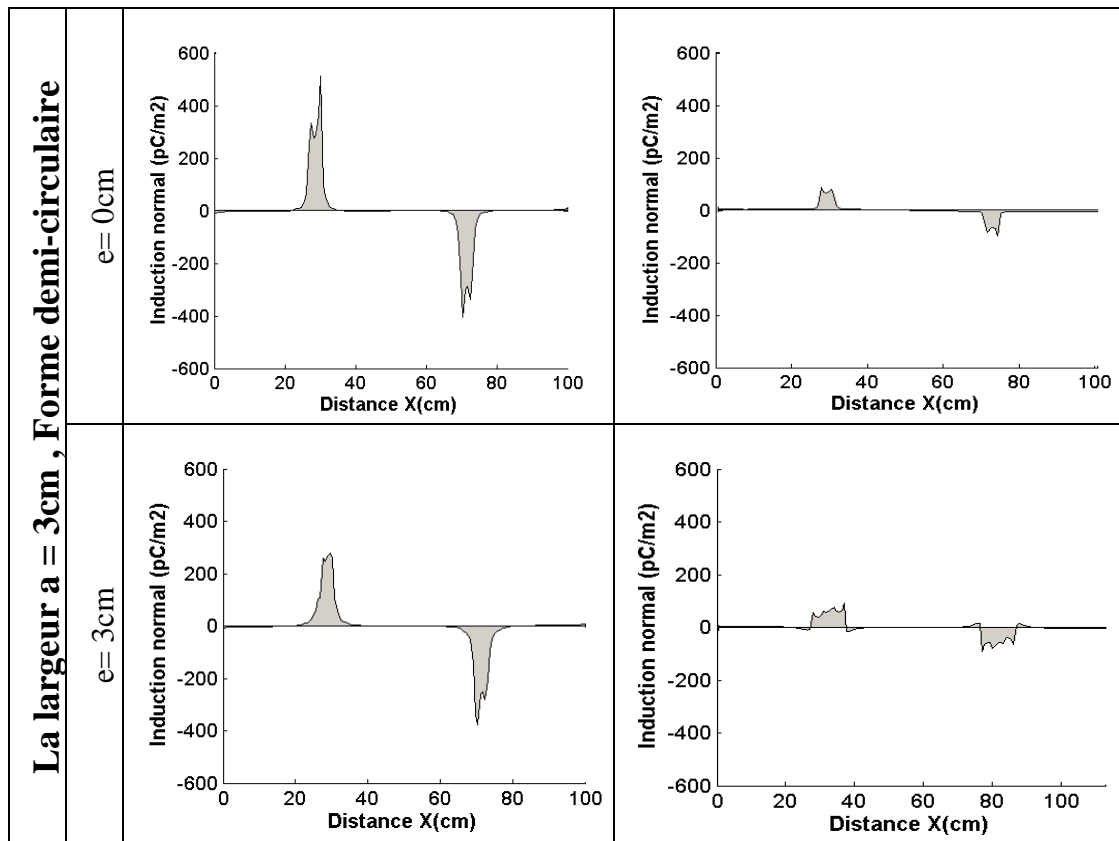 La largeur a = 3cm , Forme demi-circulaire
e= 0cm
600
400
200
0
-200
-400
-600
Induction normal (pC/m2)
0 20 40 60 80 100
Distance X(cm)
600
400
200
0
-200
-400
-600
Induction normal (pC/m2)
0 20 40 60 80 100
Distance X(cm)
e= 3cm
600
400
200
0
-200
-400
-600
Induction normal (pC/m2)
0 20 40 60 80 100
Distance X(cm)
600
400
200
0
-200
-400
-600
Induction normal (pC/m2)
0 20 40 60 80 100
Distance X(cm)